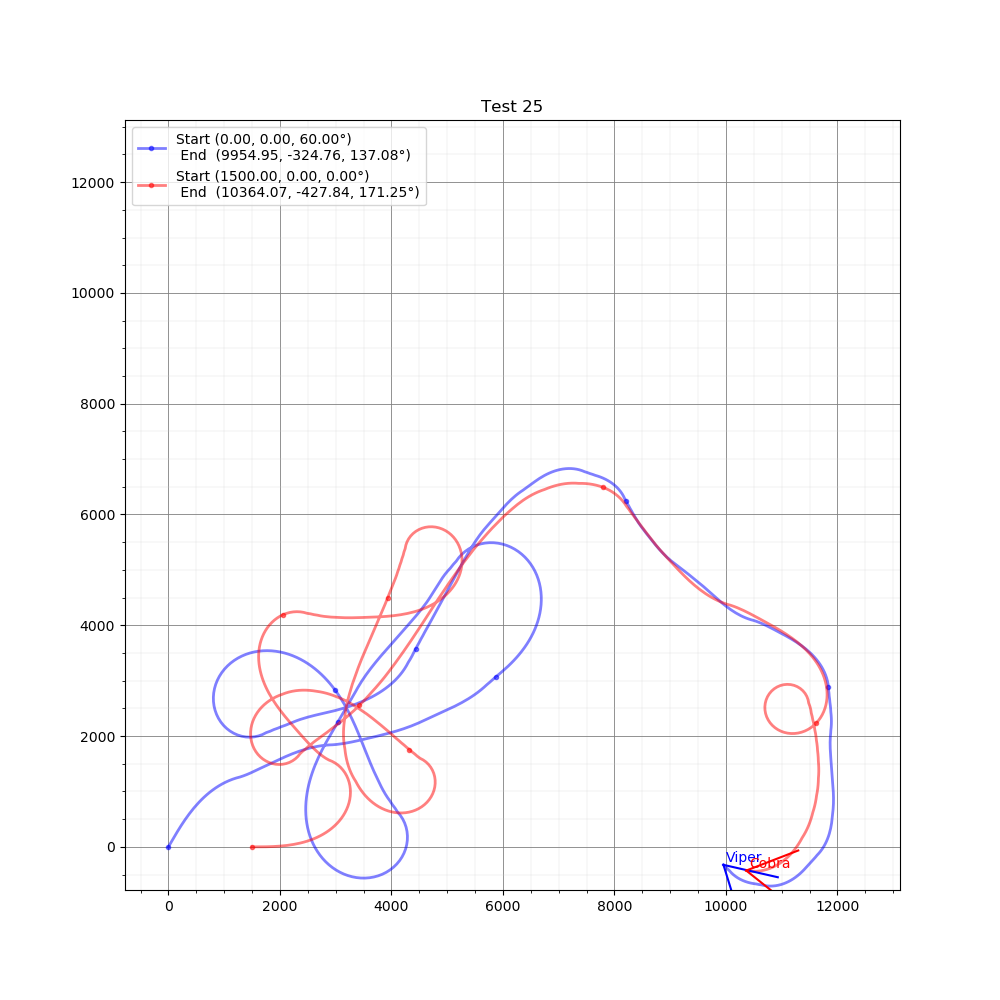 Test 25
Start (0.00, 0.00, 60.00°)
End (9954.95, -324.76, 137.08°)
Start (1500.00, 0.00, 0.00°)
End (10364.07, -427.84, 171.25°)
12000
10000
8000
6000
4000
2000
0
Viper
Cobra
0 2000 4000 6000 8000 10000 12000